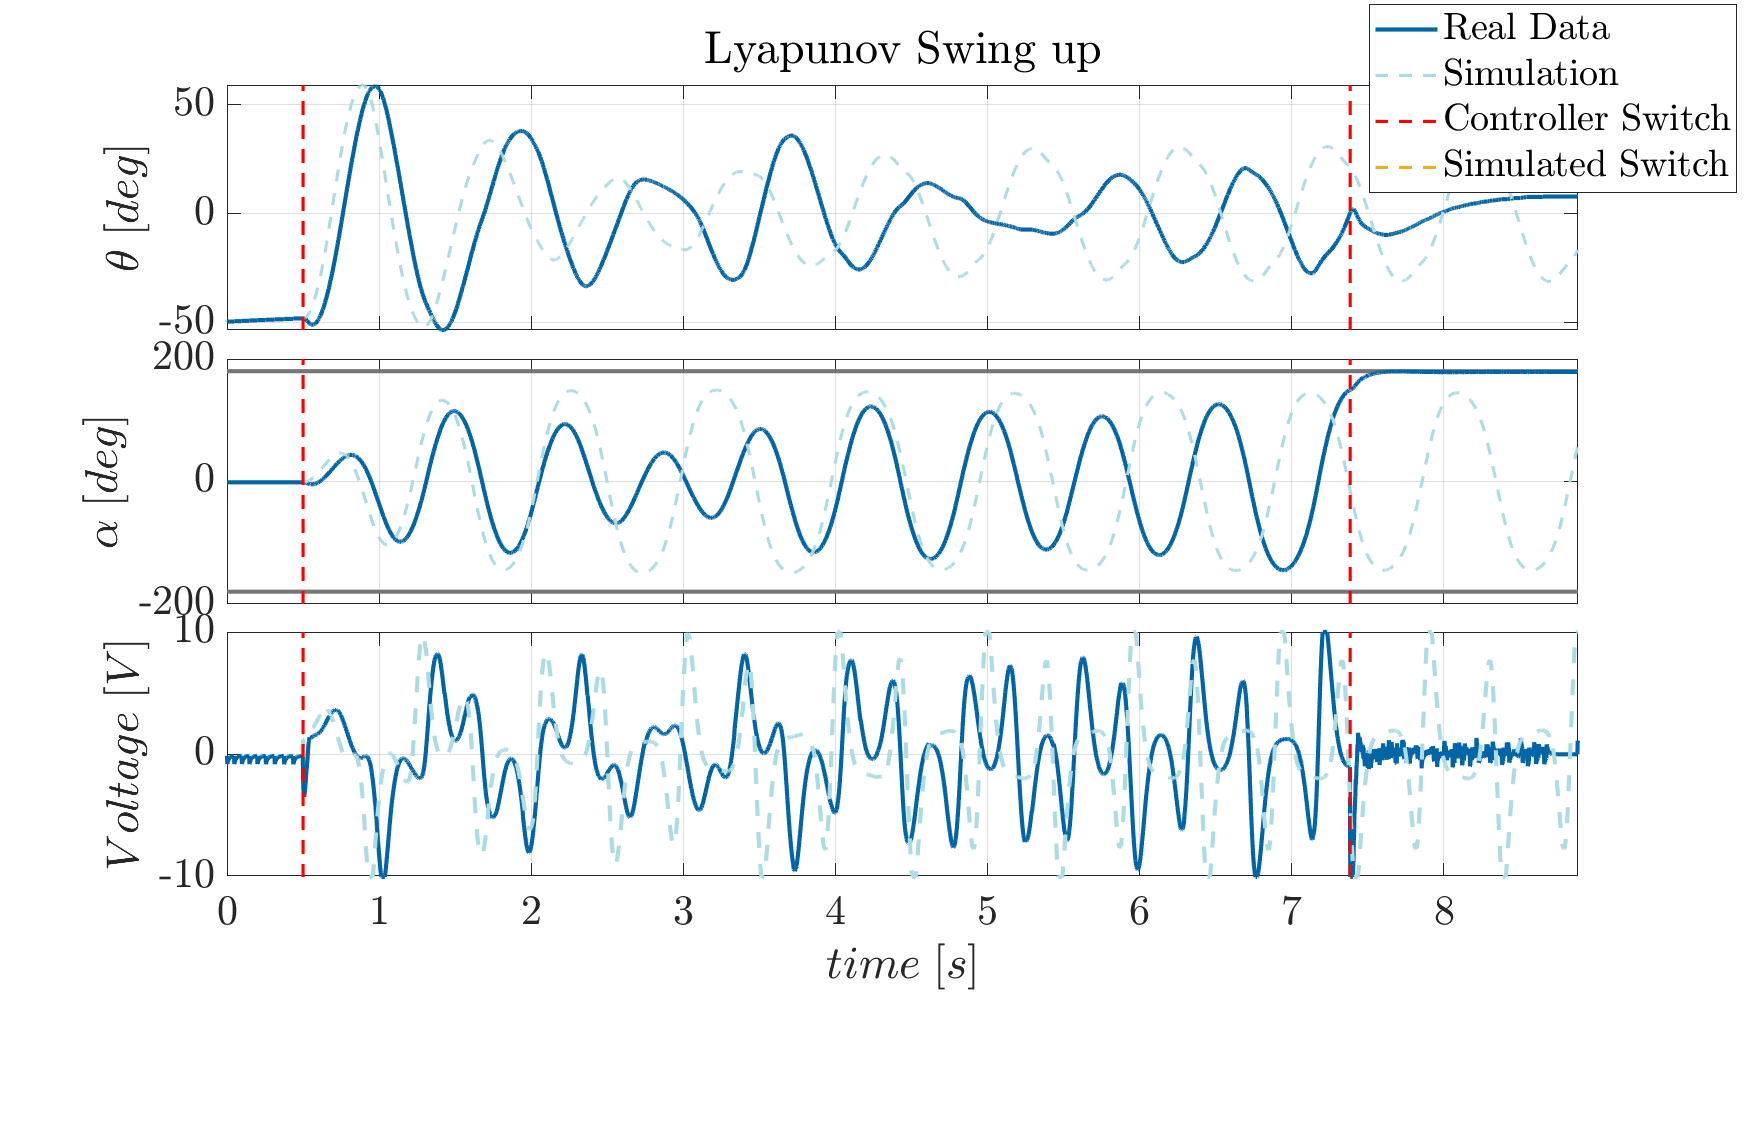 Lyapunov Swing up
Real Data
Simulation
Controller Switch
Simulated Switch
θ [deg]
50
0
-50
α [deg]
200
0
-200
Voltage [V]
10
0
-10
0 1 2 3 4 5 6 7 8
time [s]